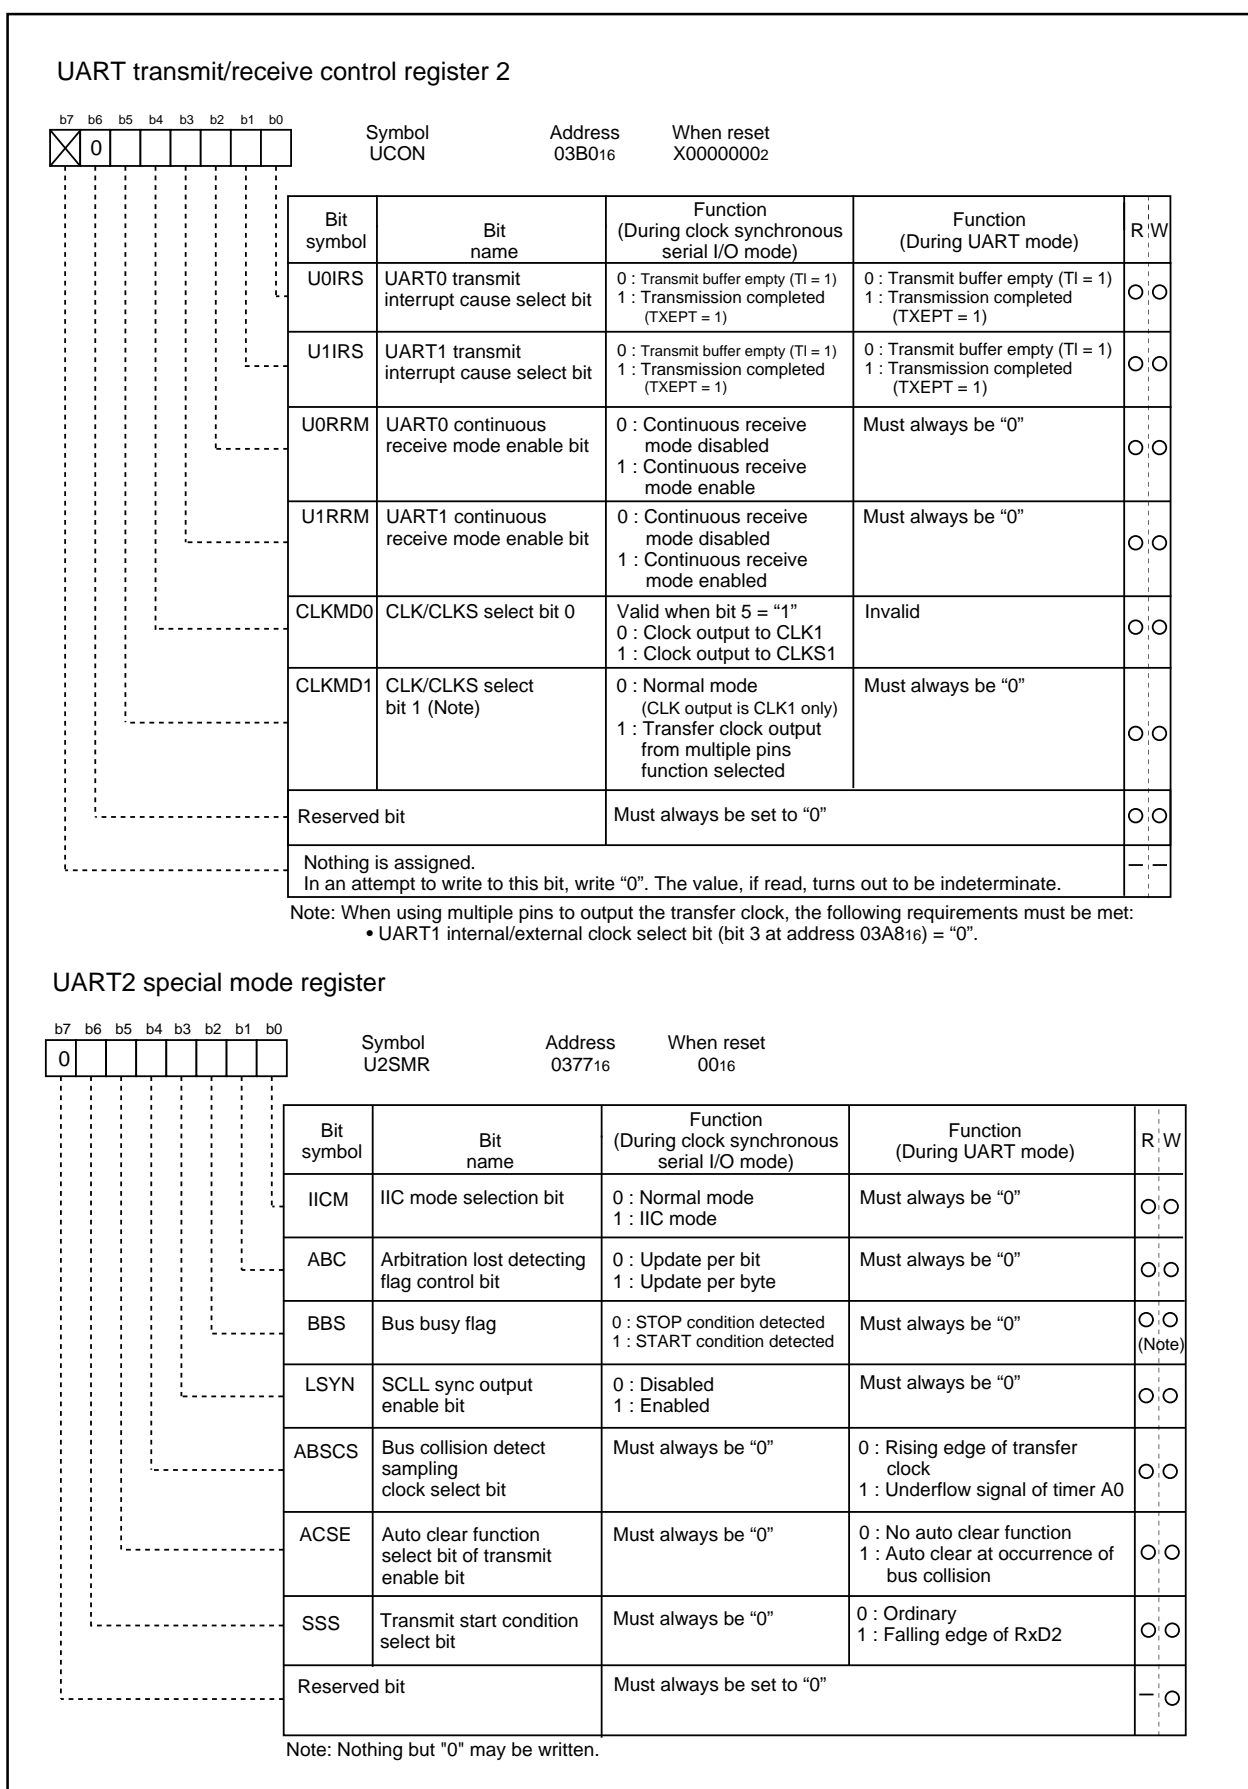 UART transmit/receive control register 2
b7 b6 b5 b4 b3 b2 b1 b0
0
Symbol Address When reset
UCON 03B016 X00000002
Bit symbol
Bit name
Function
(During clock synchronous
serial I/O mode)
Function
(During UART mode)
R W
U0IRS
UART0 transmit
interrupt cause select bit
0 : Transmit buffer empty (TI = 1)
1 : Transmission completed
(TXEPT = 1)
0 : Transmit buffer empty (TI = 1)
1 : Transmission completed
(TXEPT = 1)
U1IRS
UART1 transmit
interrupt cause select bit
0 : Transmit buffer empty (TI = 1)
1 : Transmission completed
(TXEPT = 1)
0 : Transmit buffer empty (TI = 1)
1 : Transmission completed
(TXEPT = 1)
U0RRM
UART0 continuous
receive mode enable bit
0 : Continuous receive
mode disabled
1 : Continuous receive
mode enable
Must always be “0”
U1RRM
UART1 continuous
receive mode enable bit
0 : Continuous receive
mode disabled
1 : Continuous receive
mode enabled
Must always be “0”
CLKMD0
CLK/CLKS select bit 0
Valid when bit 5 = “1”
0 : Clock output to CLK1
1 : Clock output to CLKS1
Invalid
CLKMD1
CLK/CLKS select
bit 1 (Note)
0 : Normal mode
(CLK output is CLK1 only)
1 : Transfer clock output
from multiple pins
function selected
Must always be “0”
Reserved bit
Must always be set to “0”
Nothing is assigned.
In an attempt to write to this bit, write “0”. The value, if read, turns out to be indeterminate.
Note: When using multiple pins to output the transfer clock, the following requirements must be met:
• UART1 internal/external clock select bit (bit 3 at address 03A816) = “0”.
UART2 special mode register
b7 b6 b5 b4 b3 b2 b1 b0
0
Symbol Address When reset
U2SMR 037716 0016
Bit symbol
Bit name
Function
(During clock synchronous
serial I/O mode)
Function
(During UART mode)
R W
IICM
IIC mode selection bit
0 : Normal mode
1 : IIC mode
Must always be “0”
ABC
Arbitration lost detecting
flag control bit
0 : Update per bit
1 : Update per byte
Must always be “0”
BBS
Bus busy flag
0 : STOP condition detected
1 : START condition detected
Must always be “0”
(Note)
LSYN
SCLL sync output
enable bit
0 : Disabled
1 : Enabled
Must always be “0”
ABSCS
Bus collision detect
sampling
clock select bit
Must always be “0”
0 : Rising edge of transfer
clock
1 : Underflow signal of timer A0
ACSE
Auto clear function
select bit of transmit
enable bit
Must always be “0”
0 : No auto clear function
1 : Auto clear at occurrence of
bus collision
SSS
Transmit start condition
select bit
Must always be “0”
0 : Ordinary
1 : Falling edge of RxD2
Reserved bit
Must always be set to “0”
Note: Nothing but "0" may be written.